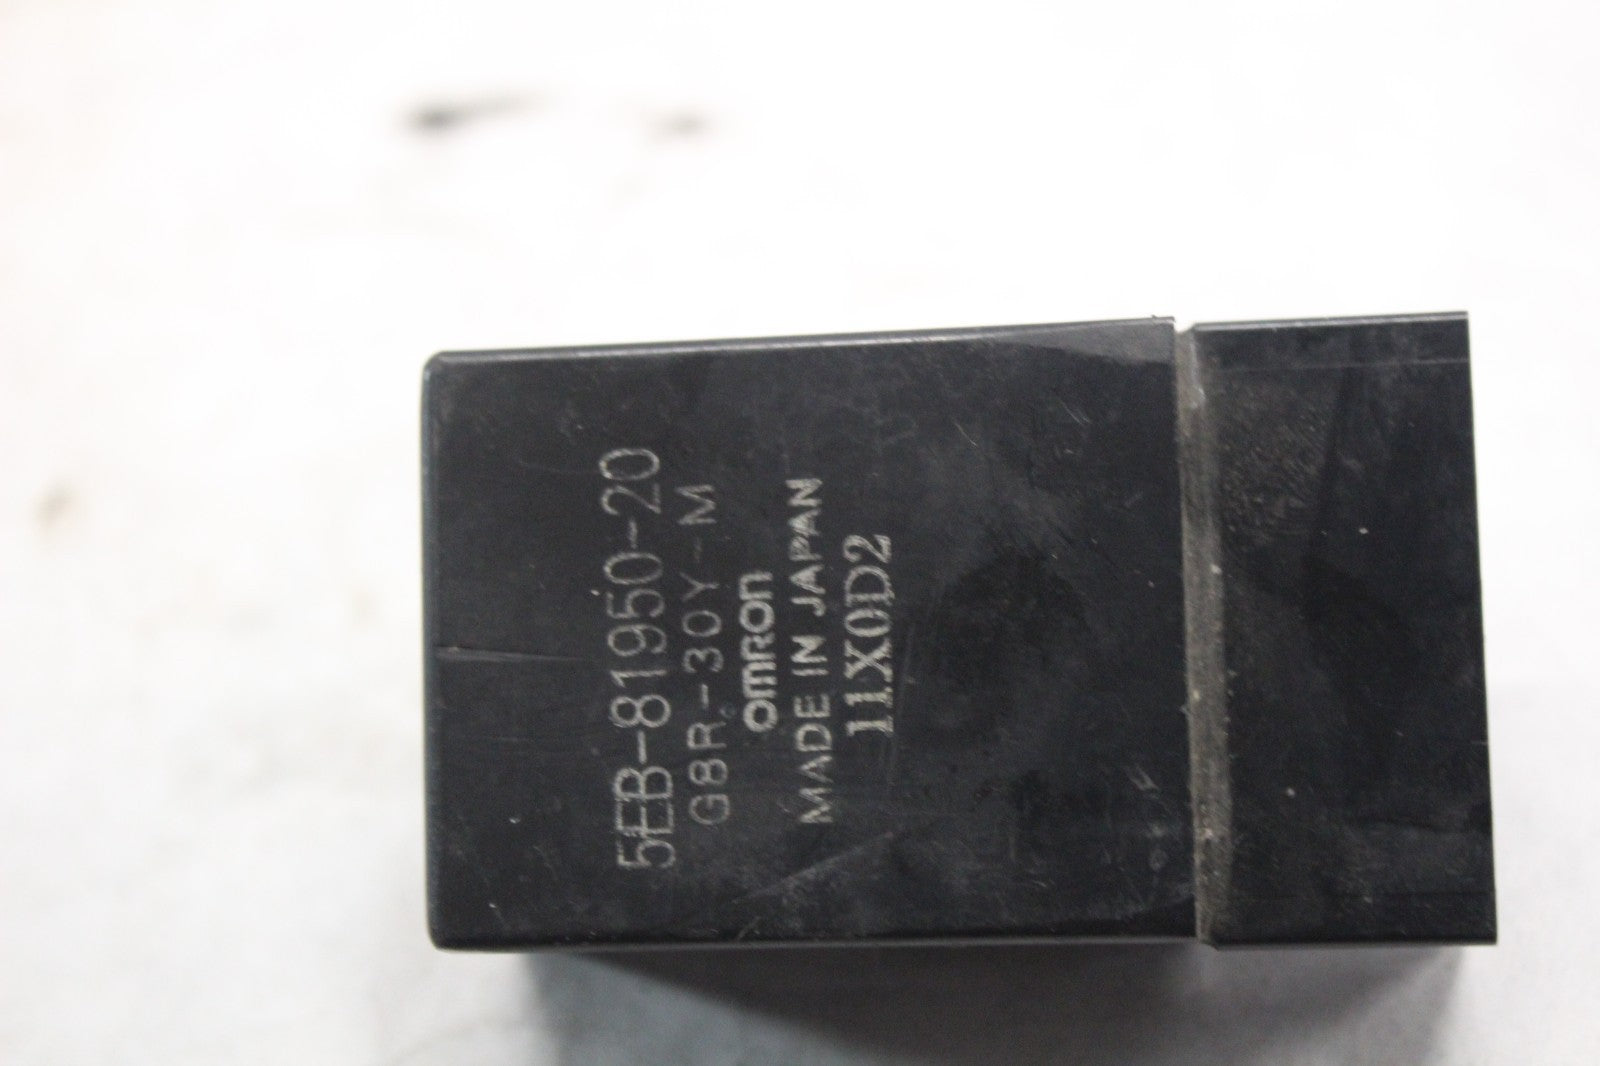 5EB-81950-20
G8R-30Y-M
omron
MADE IN JAPAN
11X0D2